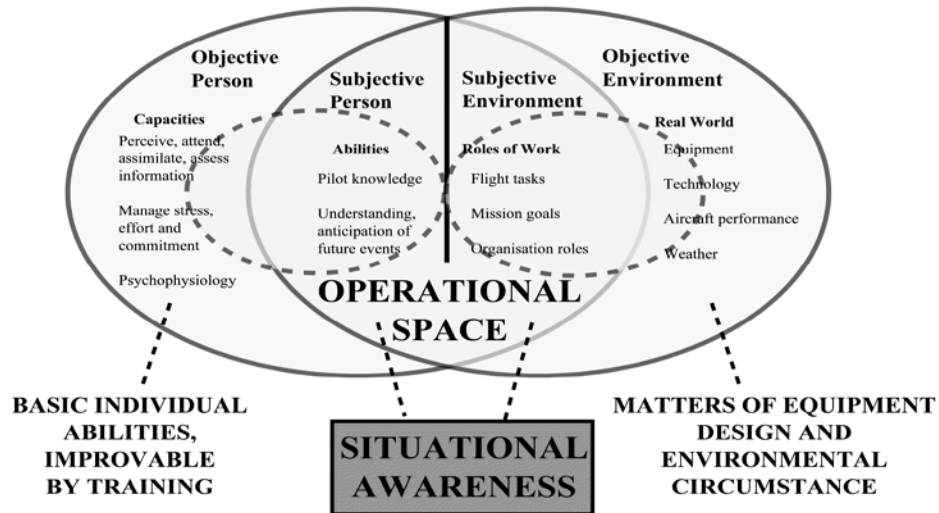 Objective
Person
Subjective
Person
Subjective
Environment
Objective
Environment
Capacities
Perceive, attend,
assimilate, assess
information
Manage stress,
effort and
commitment
Psychophysiology
Abilities
Pilot knowledge
Understanding,
anticipation of
future events
Roles of Work
Flight tasks
Mission goals
Organisation roles
Real World
Equipment
Technology
Aircraft performance
Weather
OPERATIONAL
SPACE
BASIC INDIVIDUAL
ABILITIES,
IMPROVABLE
BY TRAINING
SITUATIONAL
AWARENESS
MATTERS OF EQUIPMENT
DESIGN AND
ENVIRONMENTAL
CIRCUMSTANCE